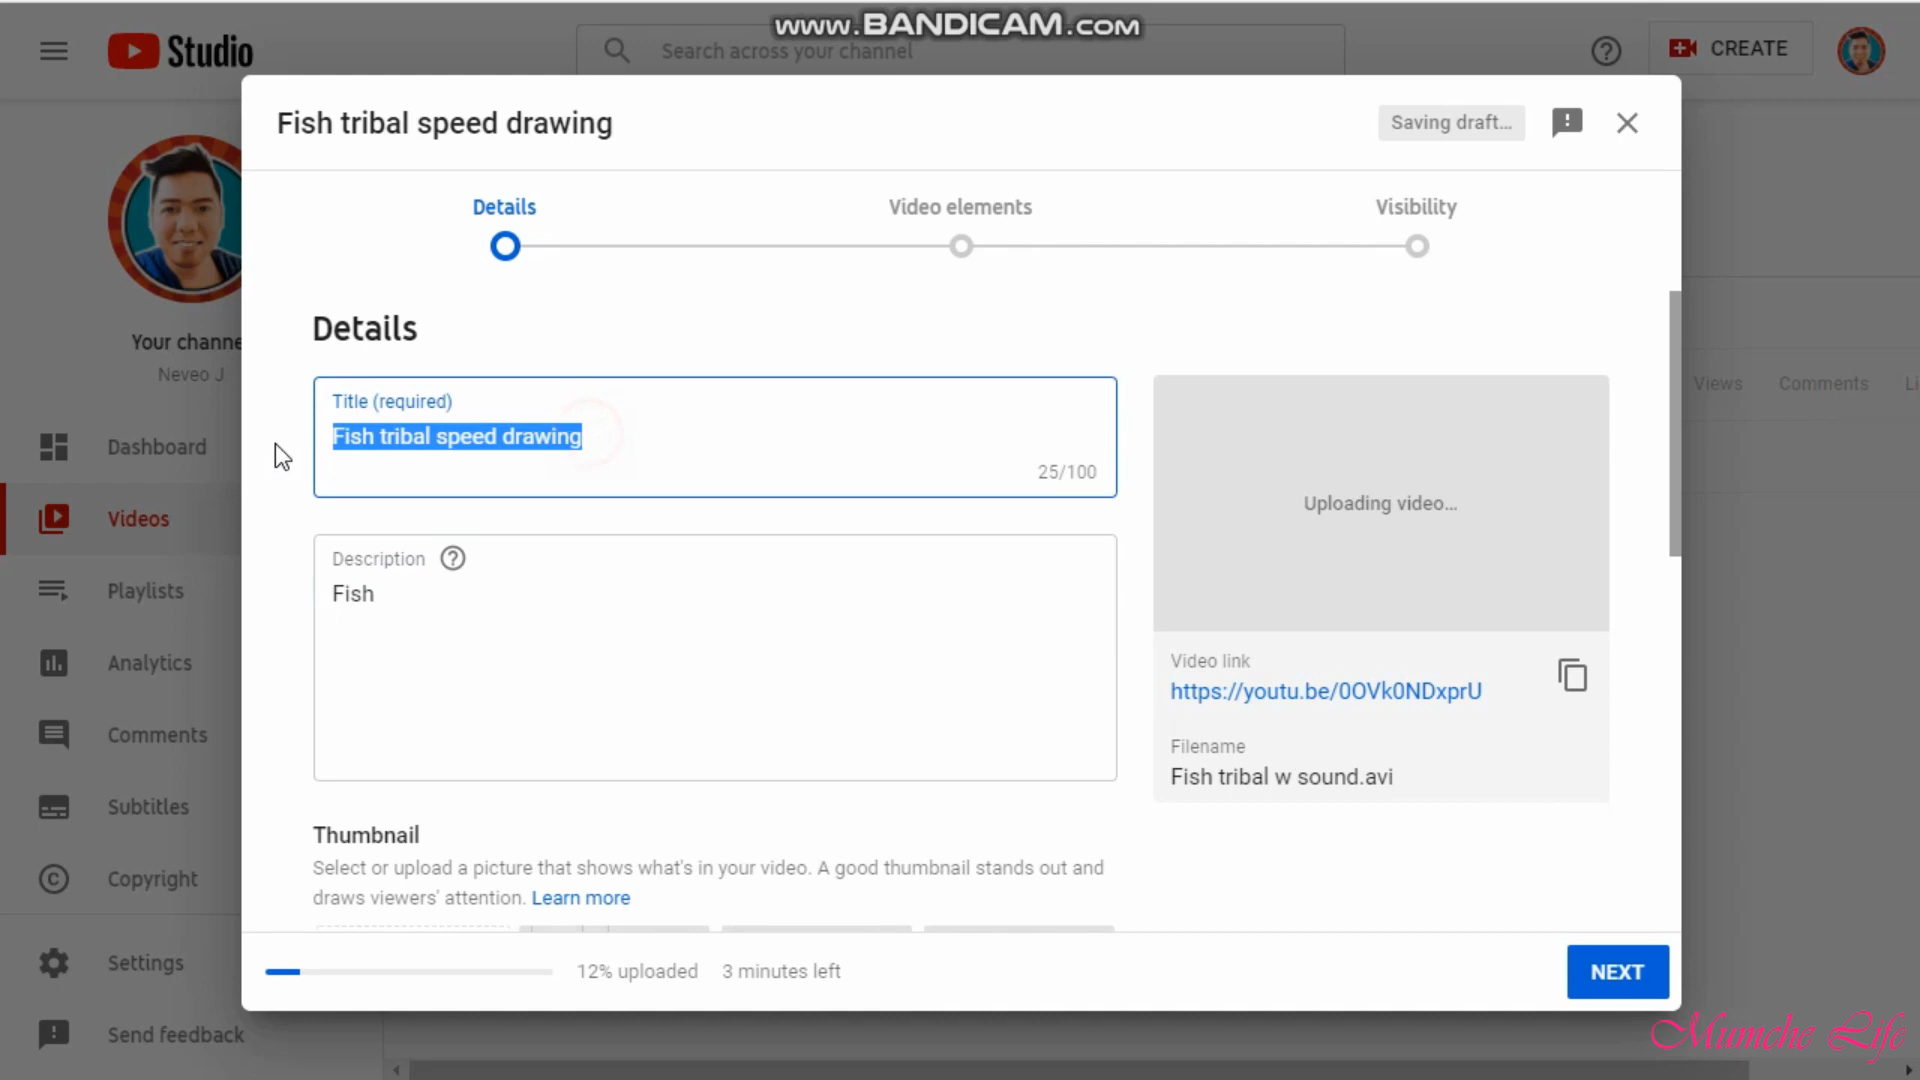 www.BANDICAM.com
Studio
Search across your channel
CREATE
Fish tribal speed drawing
Saving draft...
Details
Video elements
Visibility
Your channe
Neveo J
Details
Title (required)
Fish tribal speed drawing
25/100
Views
Comments
Li
Dashboard
Videos
Playlists
Analytics
Comments
Subtitles
Copyright
Settings
Send feedback
Description
Fish
Uploading video...
Video link
https://youtu.be/0OVk0NDxprU
Filename
Fish tribal w sound.avi
Thumbnail
Select or upload a picture that shows what's in your video. A good thumbnail stands out and
draws viewers' attention. Learn more
12% uploaded
3 minutes left
NEXT
Mumche Life